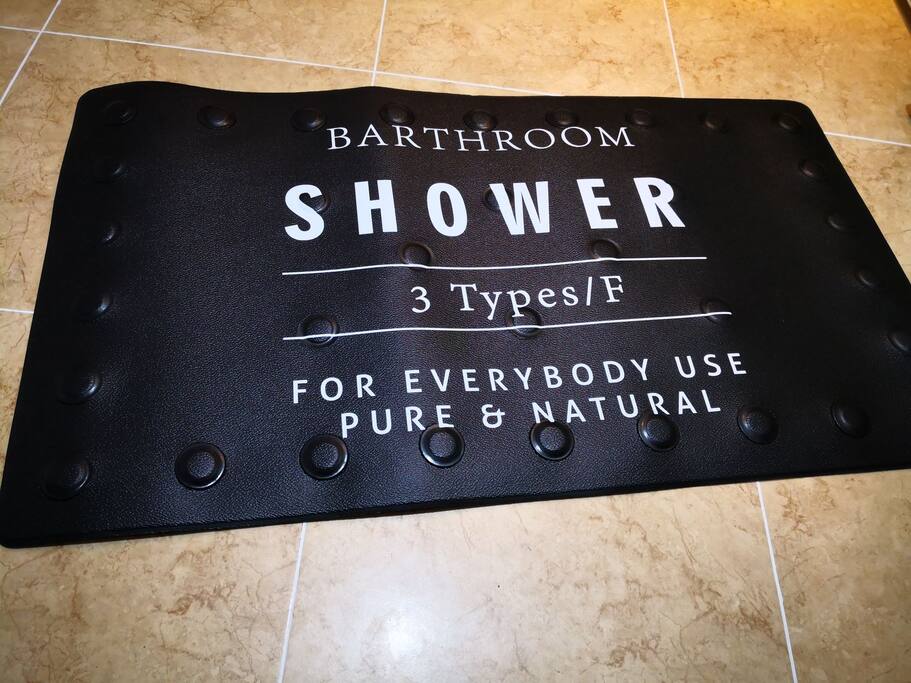 BARTHROOM
SHOWER
3 Types/F
FOR EVERYBODY USE
PURE & NATURAL